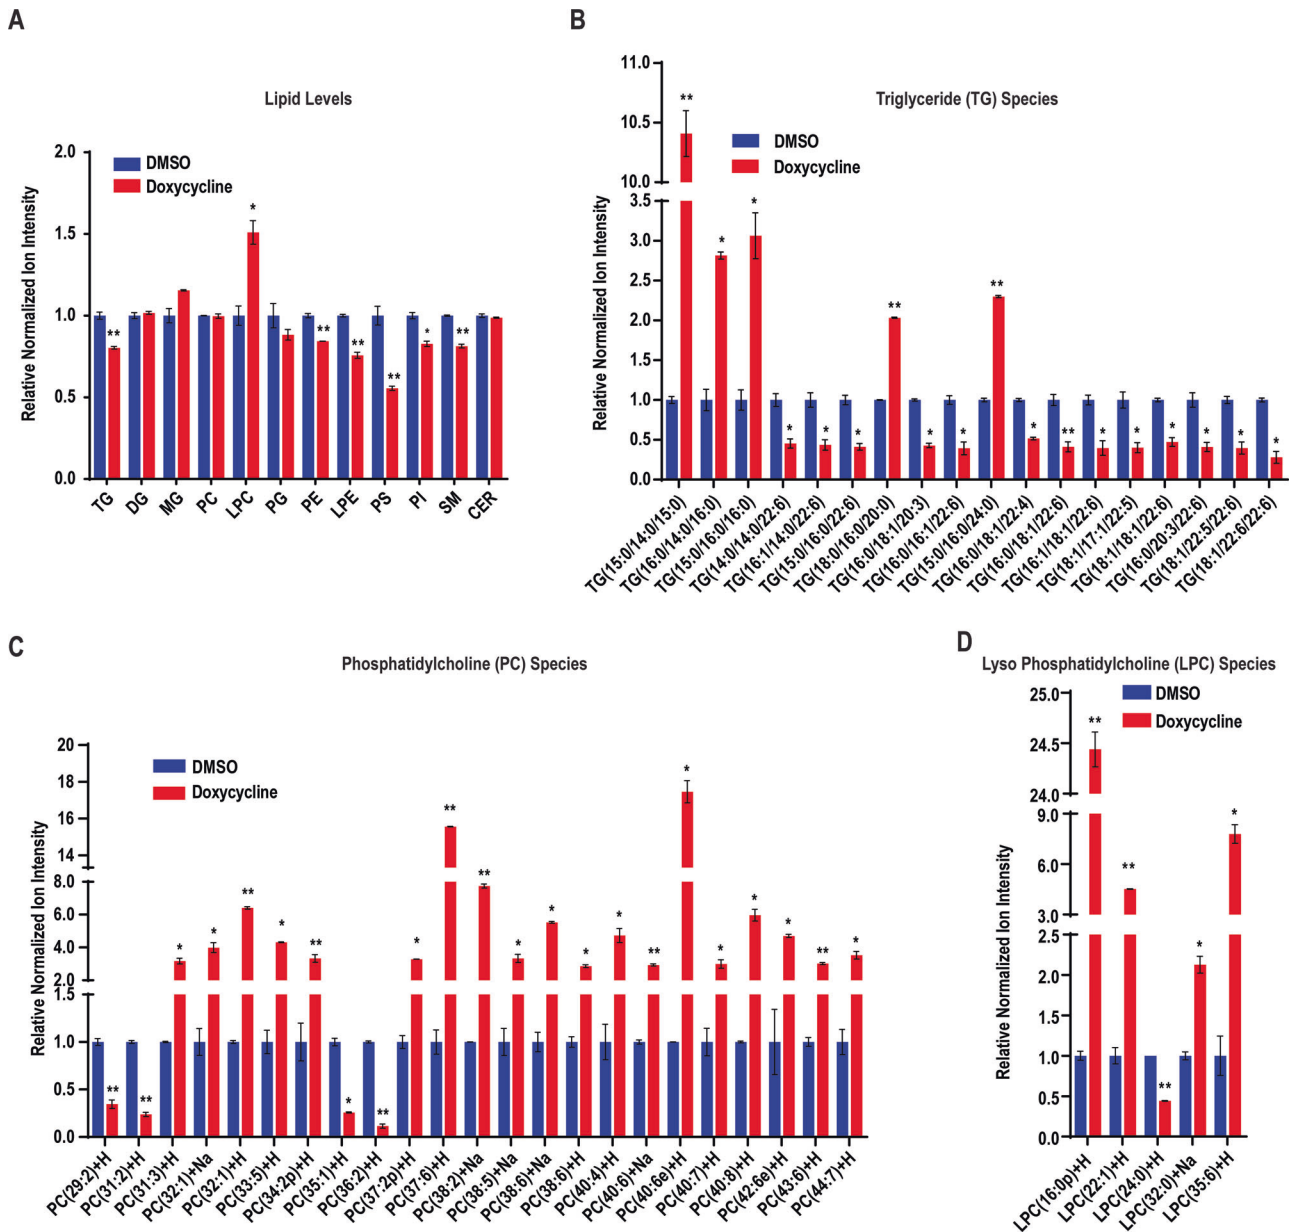 A
Lipid Levels
Relative Normalized Ion Intensity
2.0
1.5
1.0
0.5
0.0
DMSO
Doxycycline
**
*
**
**
**
*
**
TG
DG
MG
PC
LPC
PG
PE
LPE
PS
PI
SM
CER
B
Triglyceride (TG) Species
Relative Normalized Ion Intensity
11.0
10.5
10.0
3.5
3.0
2.5
2.0
1.5
1.0
0.5
0.0
DMSO
Doxycycline
**
*
*
*
*
*
**
*
*
**
*
**
*
*
*
*
*
*
TG(15:0/14:0/15:0)
TG(16:0/14:0/16:0)
TG(15:0/16:0/16:0)
TG(14:0/14:0/22:6)
TG(16:1/14:0/22:6)
TG(15:0/16:0/22:6)
TG(18:0/16:0/20:0)
TG(16:0/18:1/20:3)
TG(16:0/16:1/22:6)
TG(15:0/16:0/24:0)
TG(16:0/18:1/22:4)
TG(16:0/18:1/22:6)
TG(16:1/18:1/22:6)
TG(18:1/17:1/22:5)
TG(18:1/18:1/22:6)
TG(16:0/20:3/22:6)
TG(18:1/22:5/22:6)
TG(18:1/22:6/22:6)
C
Phosphatidylcholine (PC) Species
Relative Normalized Ion Intensity
20
18
16
14
8.0
6.0
4.0
2.0
1.5
1.0
0.5
0.0
DMSO
Doxycycline
**
**
*
*
**
*
**
*
**
*
**
**
*
*
*
*
**
*
*
*
*
**
*
PC(29:2)+H
PC(31:2)+H
PC(31:3)+H
PC(32:1)+Na
PC(32:1)+H
PC(33:5)+H
PC(34:2p)+H
PC(35:1)+H
PC(36:2)+H
PC(37:2p)+H
PC(37:6)+H
PC(38:2)+Na
PC(38:5)+Na
PC(38:6)+Na
PC(38:6)+H
PC(40:4)+H
PC(40:6)+Na
PC(40:6e)+H
PC(40:7)+H
PC(40:8)+H
PC(42:6e)+H
PC(43:6)+H
PC(44:7)+H
D
Lyso Phosphatidylcholine (LPC) Species
Relative Normalized Ion Intensity
25.0
24.5
24.0
9.0
6.0
3.0
2.5
2.0
1.5
1.0
0.5
0.0
DMSO
Doxycycline
**
**
**
*
*
LPC(16:0p)+H
LPC(22:1)+H
LPC(24:0)+H
LPC(32:0)+Na
LPC(35:6)+H